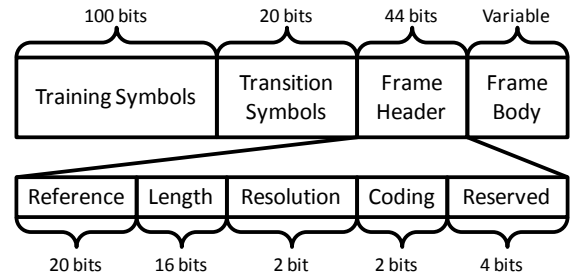 100 bits 20 bits 44 bits Variable
Training Symbols Transition Symbols Frame Header Frame Body
Reference Length Resolution Coding Reserved
20 bits 16 bits 2 bit 2 bits 4 bits